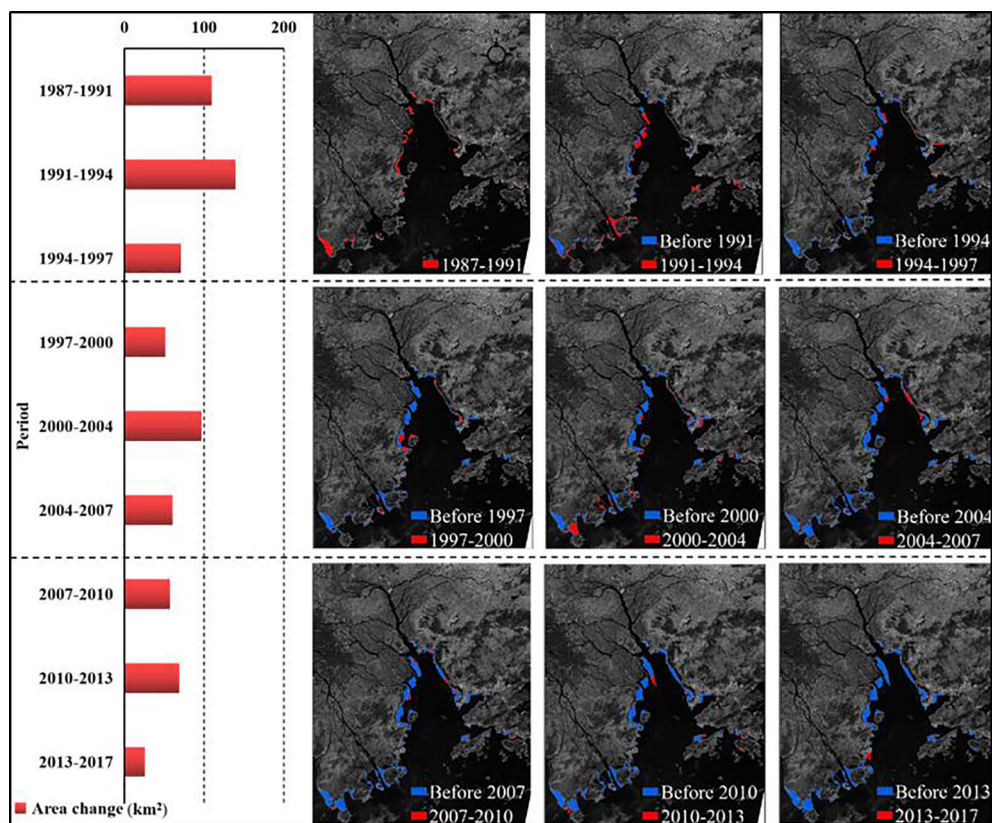 0 100 200
1987-1991
1991-1994
1994-1997
1997-2000
2000-2004
2004-2007
2007-2010
2010-2013
2013-2017
Period
Area change (km²)
N
1987-1991
Before 1991
1991-1994
Before 1994
1994-1997
Before 1997
1997-2000
Before 2000
2000-2004
Before 2004
2004-2007
Before 2007
2007-2010
Before 2010
2010-2013
Before 2013
2013-2017